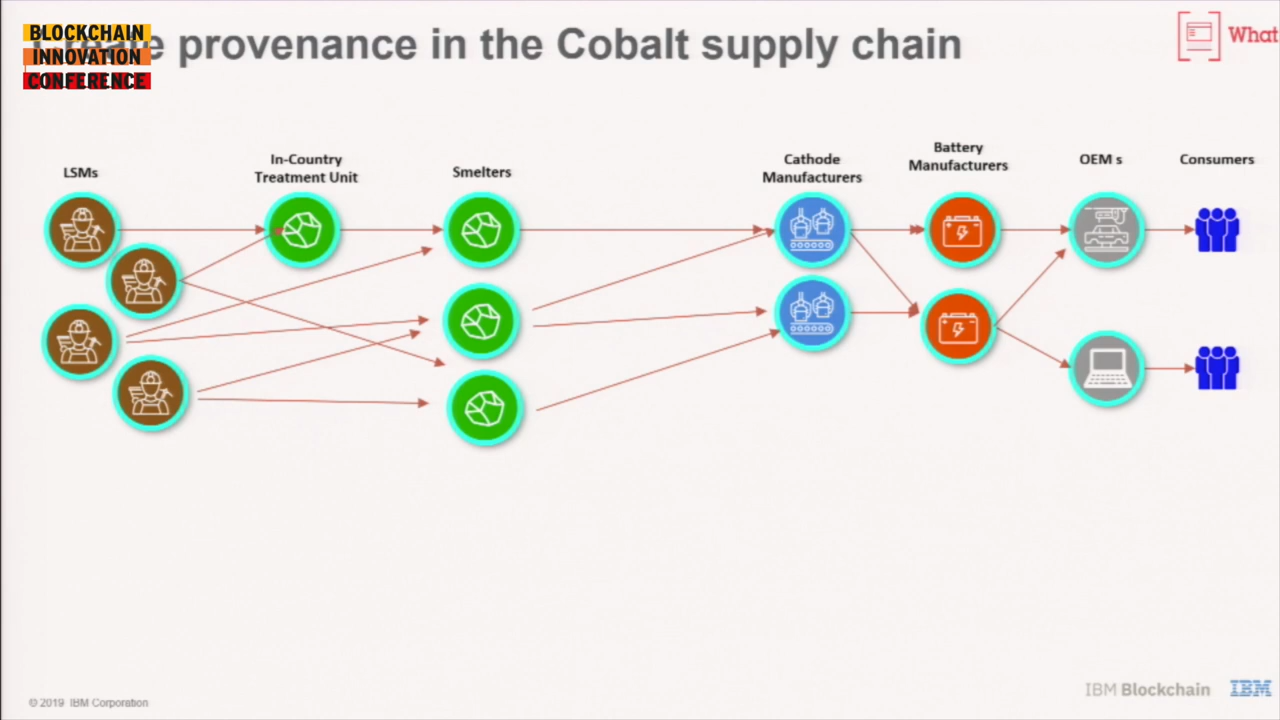 BLOCKCHAIN
INNOVATION
CONFERENCE
provenance in the Cobalt supply chain
What
LSMs
In-Country
Treatment Unit
Smelters
Cathode
Manufacturers
Battery
Manufacturers
OEM s
Consumers
© 2019 IBM Corporation
IBM Blockchain
IBM